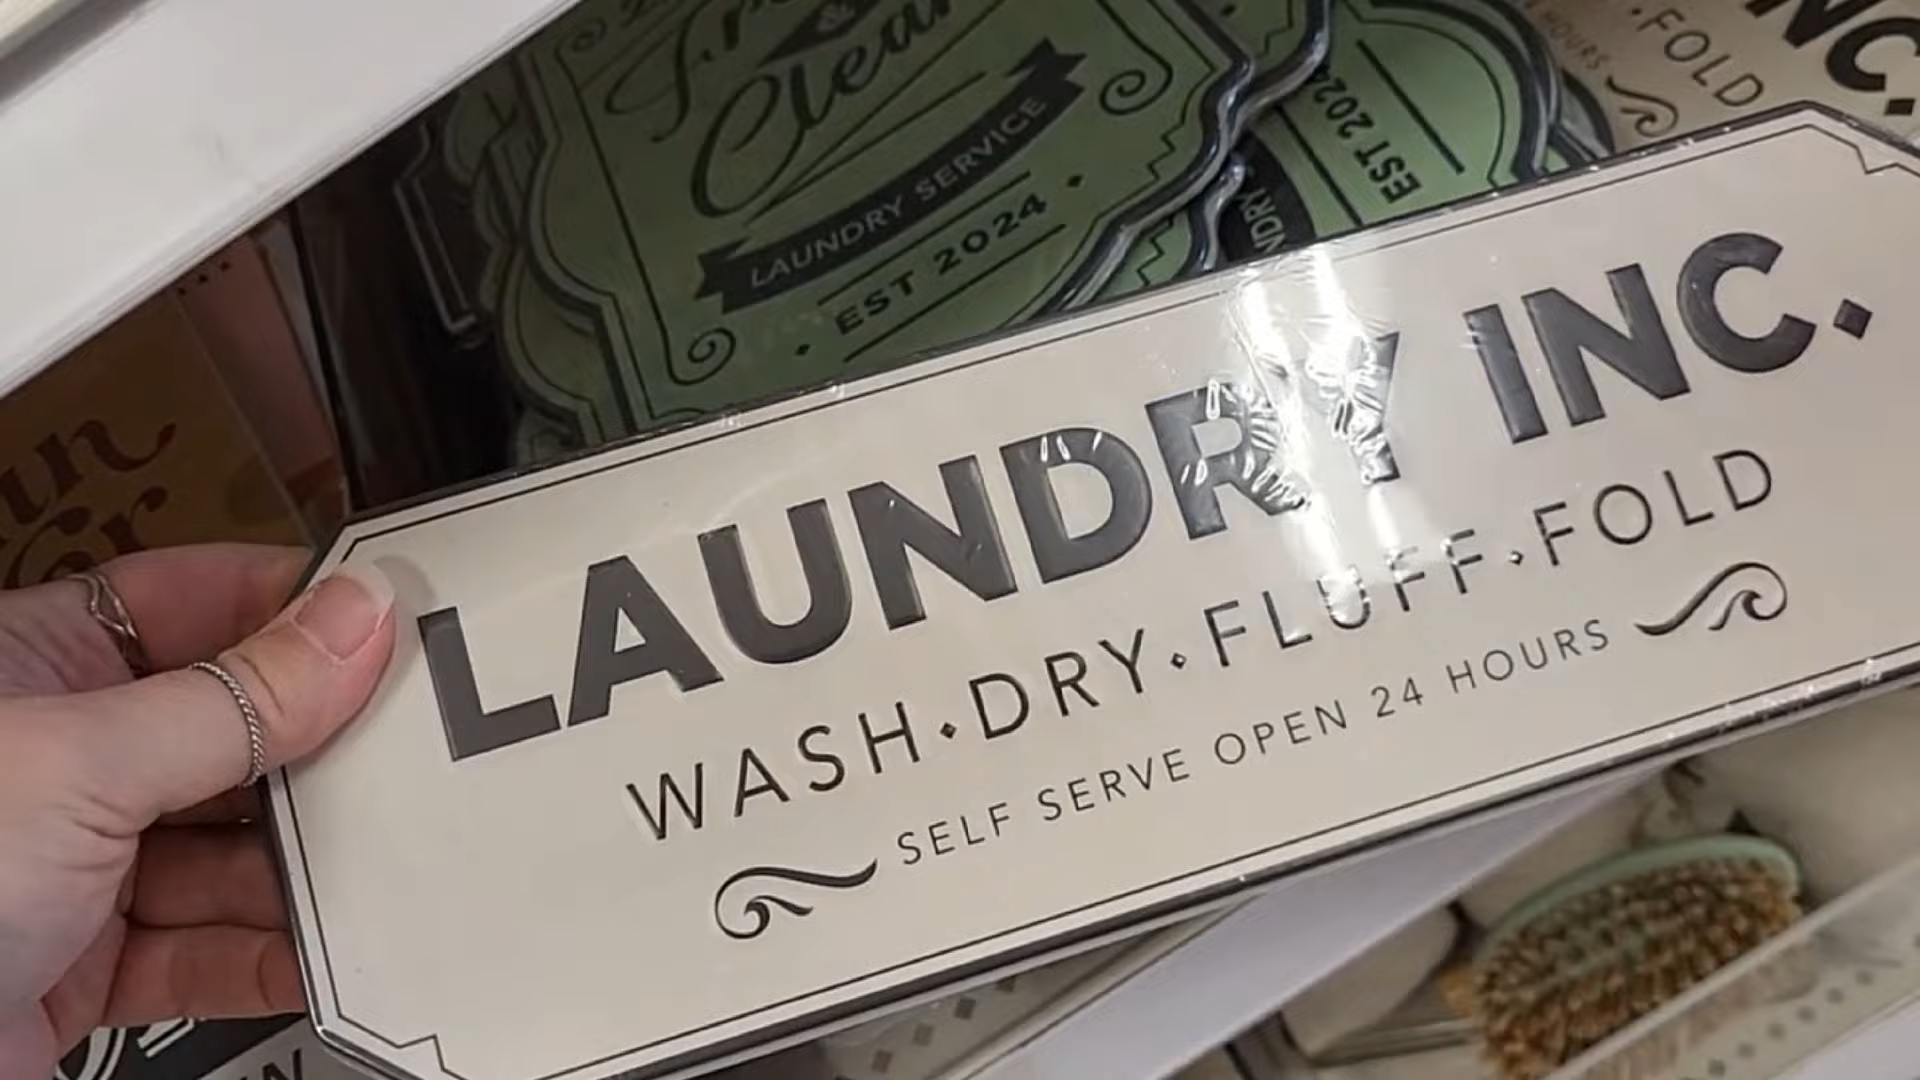 Clean
LAUNDRY SERVICE
EST 2024
EST 2024
HOURS
FOLD
INC.
LAUNDRY INC.
WASH · DRY · FLUFF · FOLD
SELF SERVE OPEN 24 HOURS